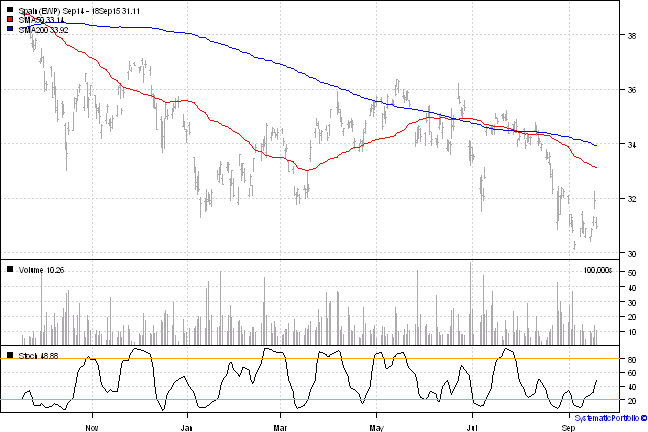 Spain (EWP) Sep14 - 18Sep15 31.11
SMA50 33.14
SMA200 33.92
38
36
34
32
30
Volume 10.26
100,000s
50
40
30
20
10
Stoch 48.88
80
60
40
20
Nov Jan Mar May Jul Sep
SystematicPortfolio ©